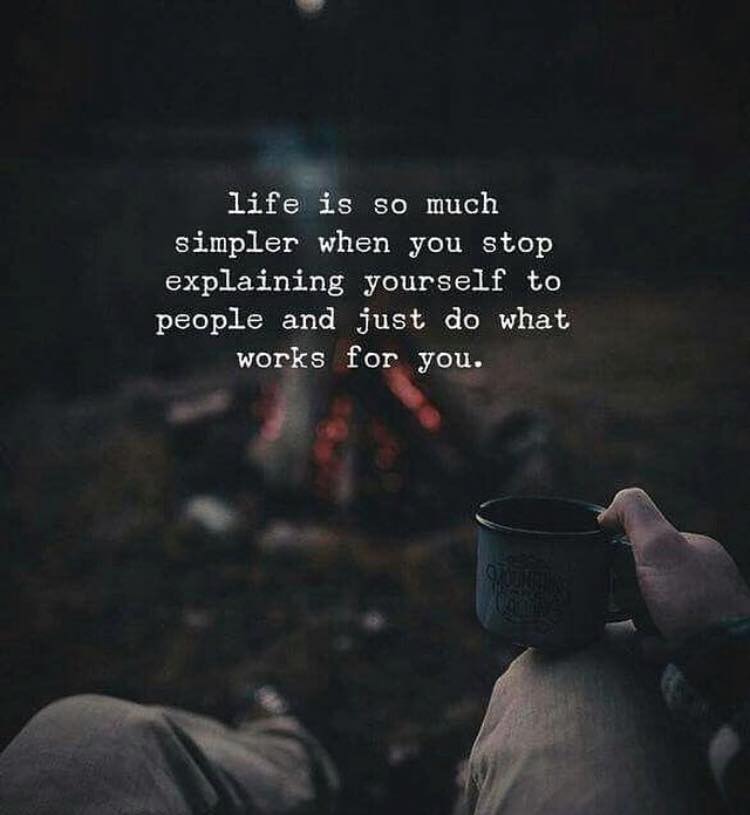 life is so much
simpler when you stop
explaining yourself to
people and just do what
works for you.